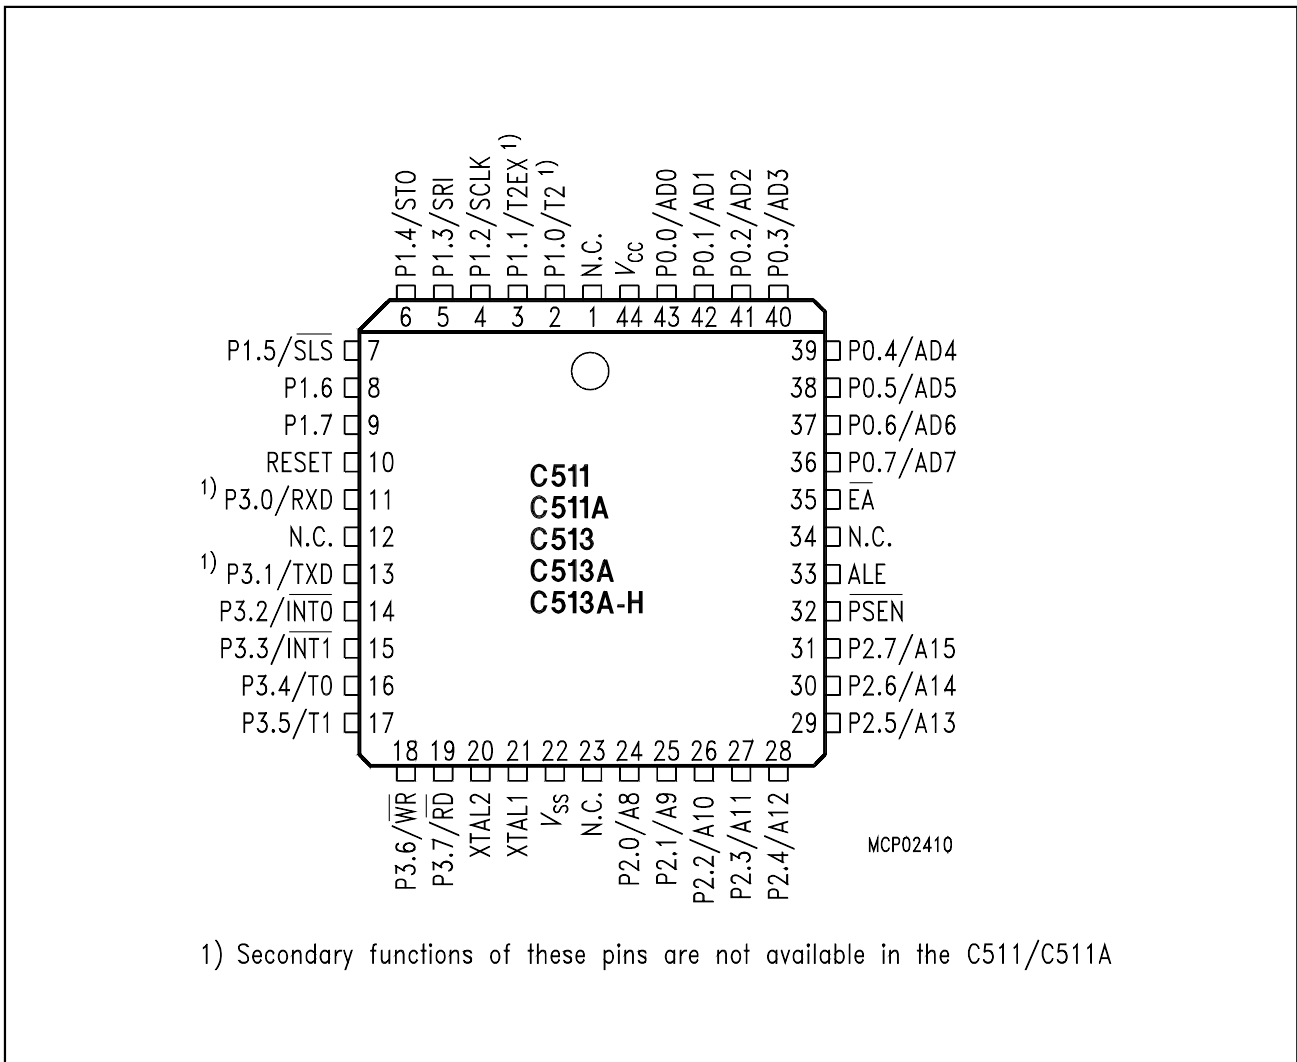 P1.4/STO
P1.3/SRI
P1.2/SCLK
P1.1/T2EX 1)
P1.0/T2 1)
N.C.
VCC
P0.0/AD0
P0.1/AD1
P0.2/AD2
P0.3/AD3
6 5 4 3 2 1 44 43 42 41 40
P1.5/SLS 7
P1.6 8
P1.7 9
RESET 10
1) P3.0/RXD 11
N.C. 12
1) P3.1/TXD 13
P3.2/INT0 14
P3.3/INT1 15
P3.4/T0 16
P3.5/T1 17
C511
C511A
C513
C513A
C513A-H
39 P0.4/AD4
38 P0.5/AD5
37 P0.6/AD6
36 P0.7/AD7
35 EA
34 N.C.
33 ALE
32 PSEN
31 P2.7/A15
30 P2.6/A14
29 P2.5/A13
18 19 20 21 22 23 24 25 26 27 28
P3.6/WR
P3.7/RD
XTAL2
XTAL1
VSS
N.C.
P2.0/A8
P2.1/A9
P2.2/A10
P2.3/A11
P2.4/A12
MCP02410
1) Secondary functions of these pins are not available in the C511/C511A